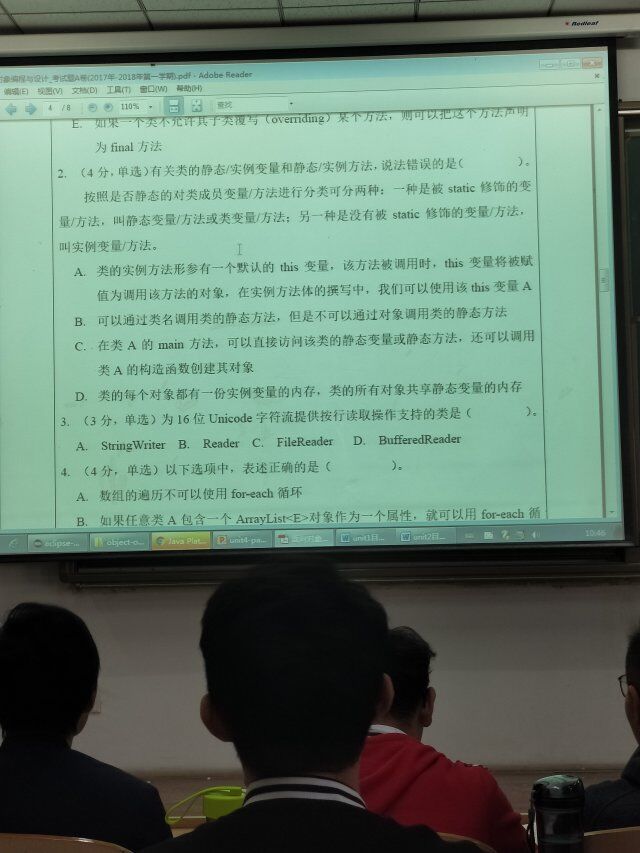 Redleaf
对象编程与设计_考试题A卷(2017年-2018年第一学期).pdf - Adobe Reader
编辑(E) 视图(V) 文档(D) 工具(T) 窗口(W) 帮助(H)
4 / 8 110% 查找
E. 如果一个类不允许其子类覆写（overriding）某个方法，则可以把这个方法声明
为 final 方法
2. （4 分，单选）有关类的静态/实例变量和静态/实例方法，说法错误的是（ ）。
按照是否静态的对类成员变量/方法进行分类可分两种：一种是被 static 修饰的变
量/方法，叫静态变量/方法或类变量/方法；另一种是没有被 static 修饰的变量/方法，
叫实例变量/方法。
A. 类的实例方法形参有一个默认的 this 变量，该方法被调用时，this 变量将被赋
值为调用该方法的对象，在实例方法体的撰写中，我们可以使用该 this 变量 A
B. 可以通过类名调用类的静态方法，但是不可以通过对象调用类的静态方法
C. 在类 A 的 main 方法，可以直接访问该类的静态变量或静态方法，还可以调用
类 A 的构造函数创建其对象
D. 类的每个对象都有一份实例变量的内存，类的所有对象共享静态变量的内存
3. （3 分，单选）为 16 位 Unicode 字符流提供按行读取操作支持的类是（ ）。
A. StringWriter B. Reader C. FileReader D. BufferedReader
4. （4 分，单选）以下选项中，表述正确的是（ ）。
A. 数组的遍历不可以使用 for-each 循环
B. 如果任意类 A 包含一个 ArrayList<E>对象作为一个属性，就可以用 for-each 循
eclipse-... object-o... Java Plat... unit4-pa... 面向对象... unit1目... unit2目... 10:46